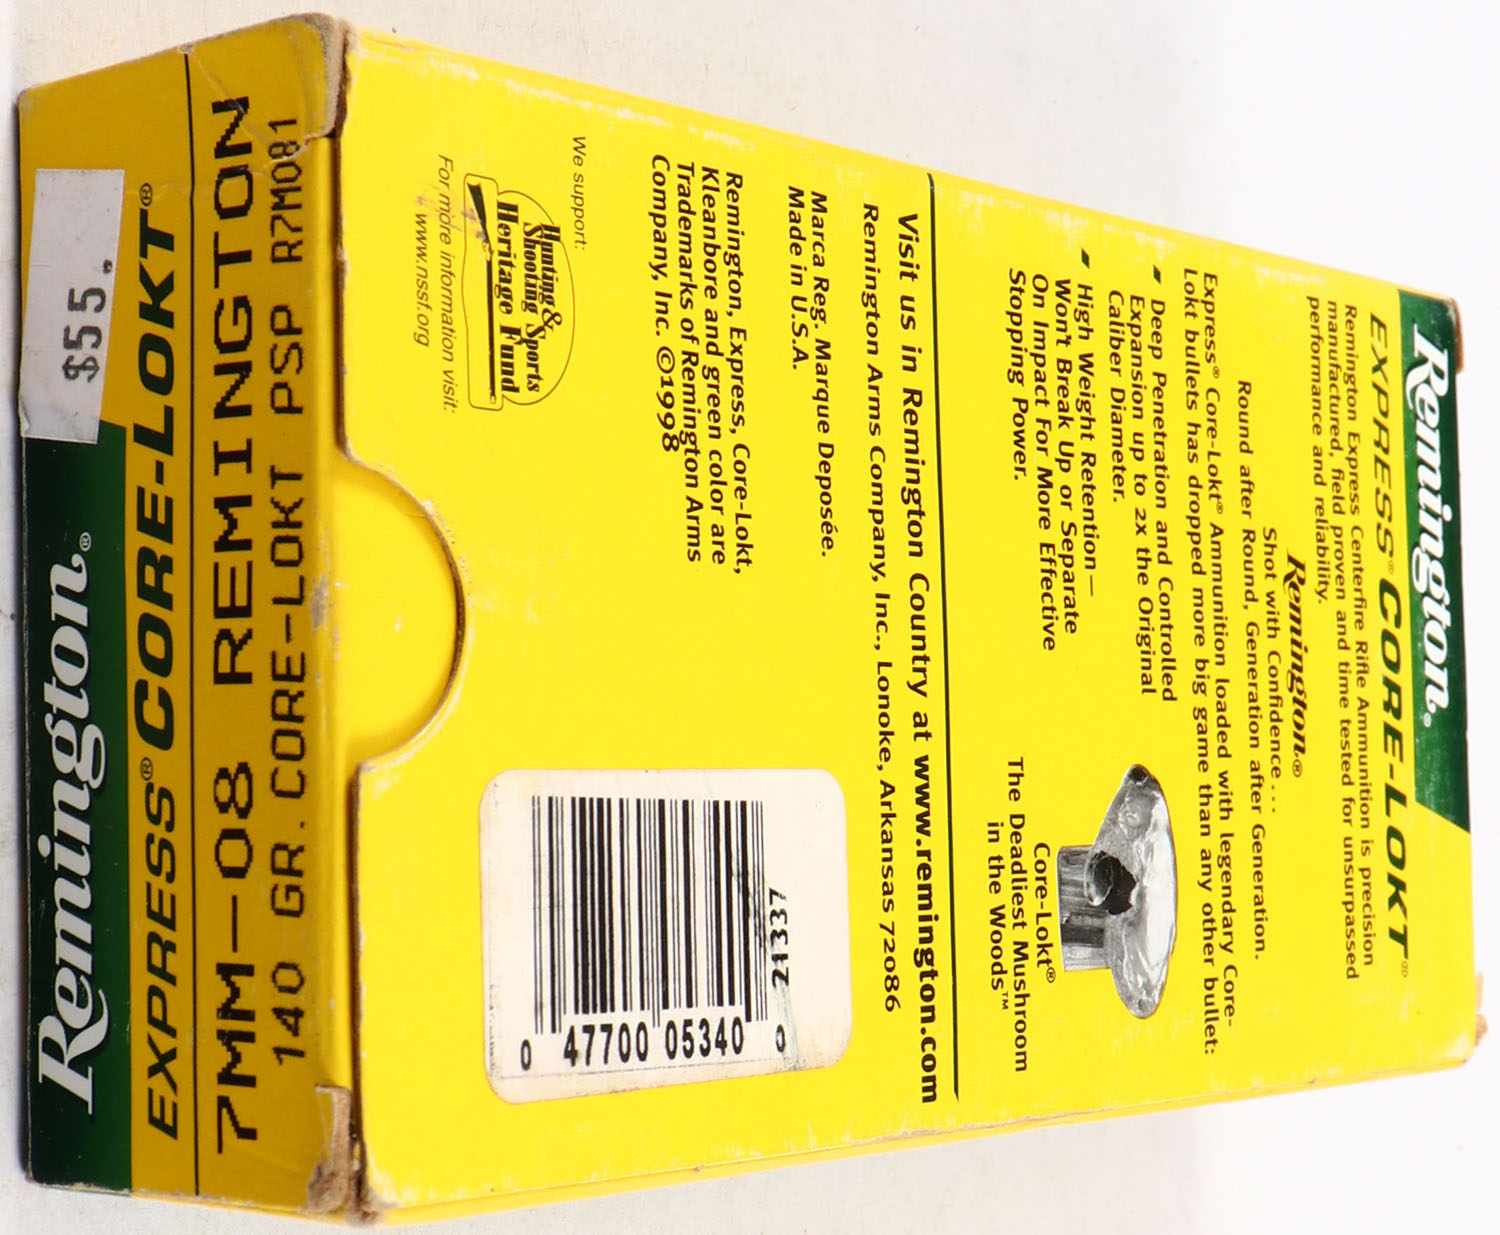 Remington®
EXPRESS® CORE-LOKT®
Remington Express Centerfire Rifle Ammunition is precision
manufactured, field proven and time tested for unsurpassed
performance and reliability.
Remington®
Shot with Confidence...
Round after Round, Generation after Generation.
Express® Core-Lokt® Ammunition loaded with legendary Core-
Lokt bullets has dropped more big game than any other bullet:
Deep Penetration and Controlled
Expansion up to 2x the Original
Caliber Diameter.
High Weight Retention—
Won't Break Up or Separate
On Impact For More Effective
Stopping Power.
Core-Lokt®
The Deadliest Mushroom
in the Woods™
Visit us in Remington Country at www.remington.com
Remington Arms Company, Inc., Lonoke, Arkansas 72086
Marca Reg. Marque Deposée.
Made in U.S.A.
Remington, Express, Core-Lokt,
Kleanbore and green color are
Trademarks of Remington Arms
Company, Inc. ©1998
We support:
Hunting &
Shooting Sports
Heritage Fund
For more information visit:
www.nssf.org
21337
0 47700 05340 0
Remington®
EXPRESS® CORE-LOKT®
7MM-08 REMINGTON
140 GR. CORE-LOKT PSP R7M081
$55.